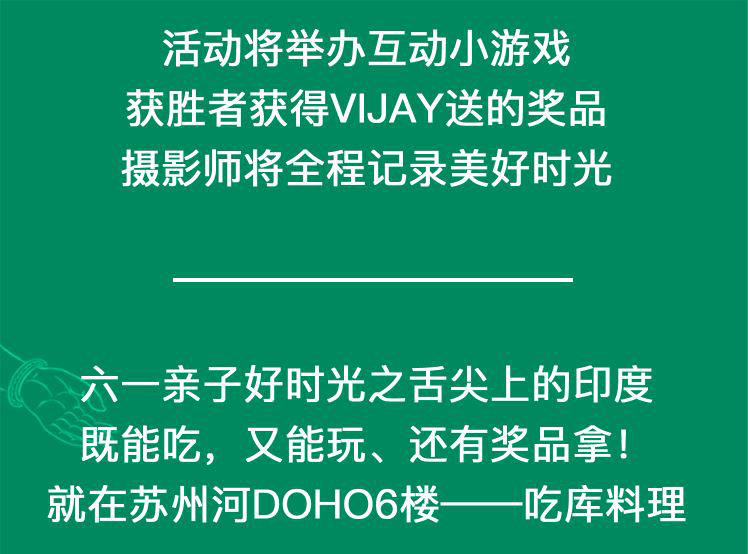 活动将举办互动小游戏
获胜者获得VIJAY送的奖品
摄影师将全程记录美好时光
六一亲子好时光之舌尖上的印度
既能吃，又能玩、还有奖品拿！
就在苏州河DOHO6楼——吃库料理